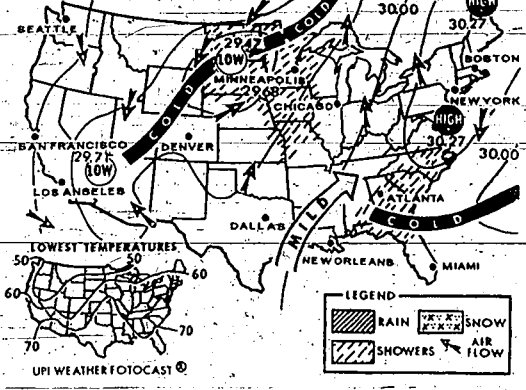 COLD
30.00
HIGH
30.27
SEATTLE
29.47
LOW
MINNEAPOLIS
29.68
BOSTON
CHICAGO
NEW YORK
COLD
HIGH
30.27
SAN FRANCISCO
DENVER
30.00
29.71
LOW
LOS ANGELES
ATLANTA
MILD
COLD
DALLAS
LOWEST TEMPERATURES
NEW ORLEANS
MIAMI
50
50
60
60
70
70
UPI WEATHER FOTOCAST ®
LEGEND
RAIN
SNOW
SHOWERS
AIR
FLOW